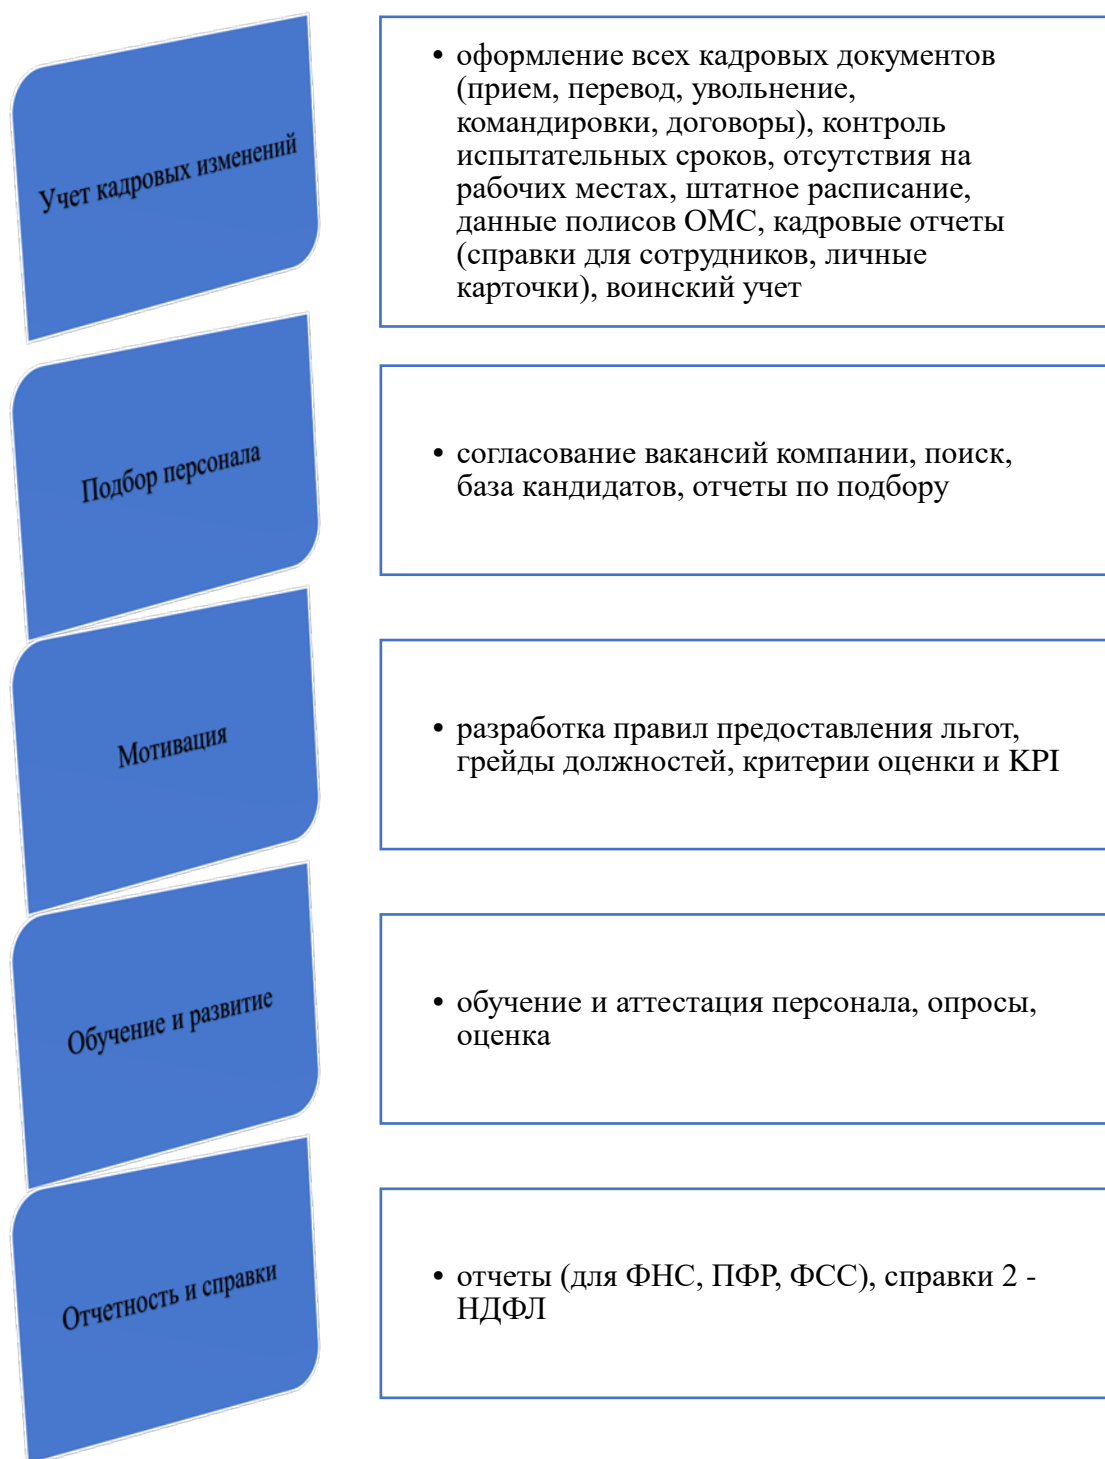 Учет кадровых изменений
• оформление всех кадровых документов
(прием, перевод, увольнение,
командировки, договоры), контроль
испытательных сроков, отсутствия на
рабочих местах, штатное расписание,
данные полисов ОМС, кадровые отчеты
(справки для сотрудников, личные
карточки), воинский учет
Подбор персонала
• согласование вакансий компании, поиск,
база кандидатов, отчеты по подбору
Мотивация
• разработка правил предоставления льгот,
грейды должностей, критерии оценки и KPI
Обучение и развитие
• обучение и аттестация персонала, опросы,
оценка
Отчетность и справки
• отчеты (для ФНС, ПФР, ФСС), справки 2 -
НДФЛ